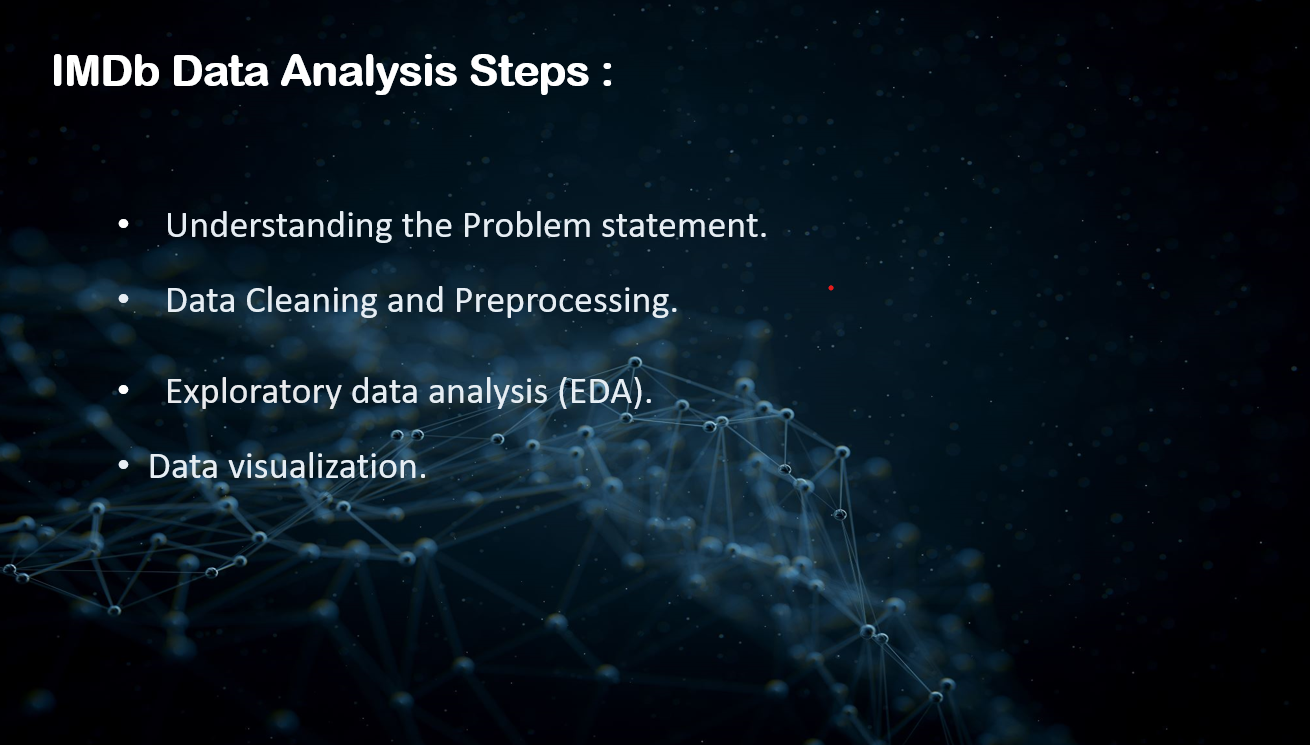 IMDb Data Analysis Steps :
• Understanding the Problem statement.
• Data Cleaning and Preprocessing.
• Exploratory data analysis (EDA).
• Data visualization.